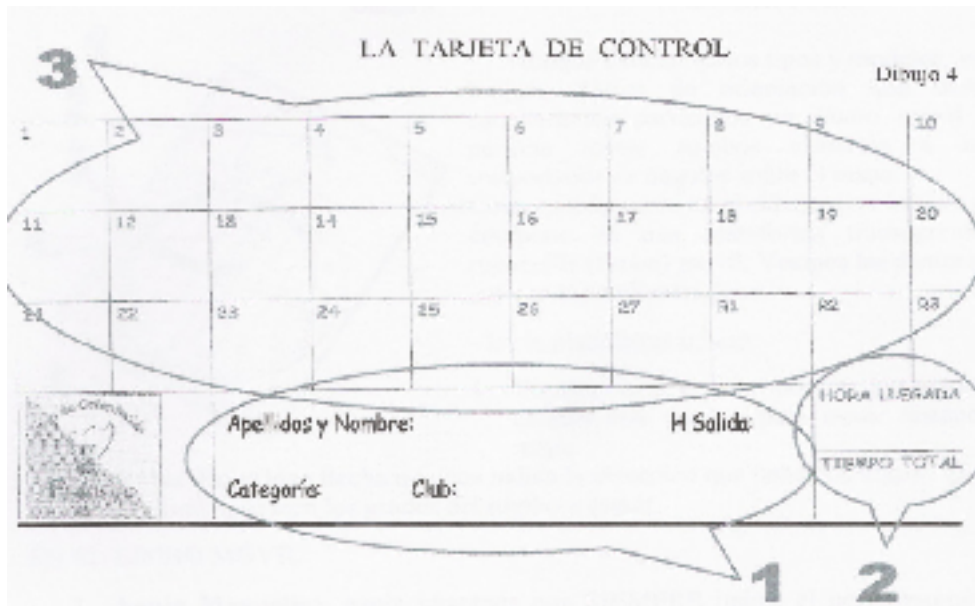 LA TARJETA DE CONTROL
Dibujo 4
3
1 2 3 4 5 6 7 8 9 10
11 12 13 14 15 16 17 18 19 20
21 22 23 24 25 26 27 R1 R2 R3
HORA LLEGADA
Apellidos y Nombre: H Salida:
TIEMPO TOTAL
Categoría: Club:
1 2